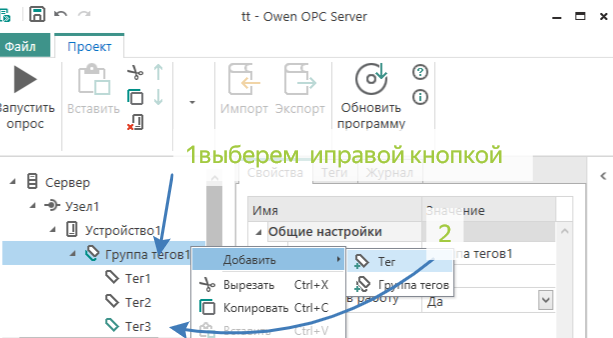 tt - Owen OPC Server
Файл
Проект
Запустить опрос
Вставить
Импорт
Экспорт
Обновить программу
1выберем иправой кнопкой
Свойства
Теги
Журнал
Сервер
Узел1
Устройство1
Группа тегов1
Тег1
Тег2
Тег3
Имя
Значение
Общие настройки
2
Добавить
Вырезать Ctrl+X
Копировать Ctrl+C
Вставить Ctrl+V
Тег
Группа тегов
тегов1
в работу
Да